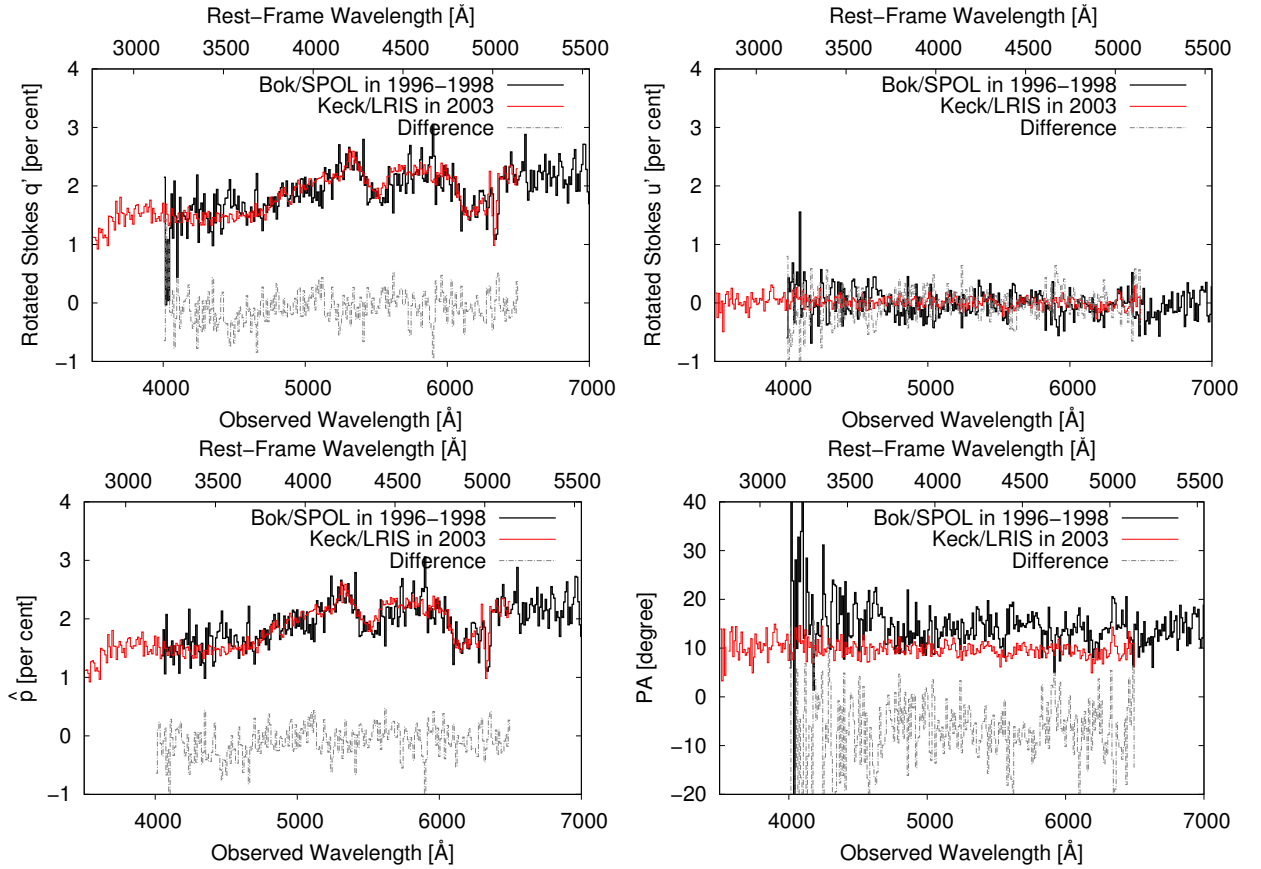 Rest−Frame Wavelength [Å]
3000 3500 4000 4500 5000 5500
Bok/SPOL in 1996−1998
Keck/LRIS in 2003
Difference
Rotated Stokes q' [per cent]
4
3
2
1
0
−1
4000 5000 6000 7000
Observed Wavelength [Å]
Rest−Frame Wavelength [Å]
3000 3500 4000 4500 5000 5500
Bok/SPOL in 1996−1998
Keck/LRIS in 2003
Difference
Rotated Stokes u' [per cent]
4
3
2
1
0
−1
4000 5000 6000 7000
Observed Wavelength [Å]
Rest−Frame Wavelength [Å]
3000 3500 4000 4500 5000 5500
Bok/SPOL in 1996−1998
Keck/LRIS in 2003
Difference
p̂ [per cent]
4
3
2
1
0
−1
4000 5000 6000 7000
Observed Wavelength [Å]
Rest−Frame Wavelength [Å]
3000 3500 4000 4500 5000 5500
Bok/SPOL in 1996−1998
Keck/LRIS in 2003
Difference
PA [degree]
40
30
20
10
0
−10
−20
4000 5000 6000 7000
Observed Wavelength [Å]